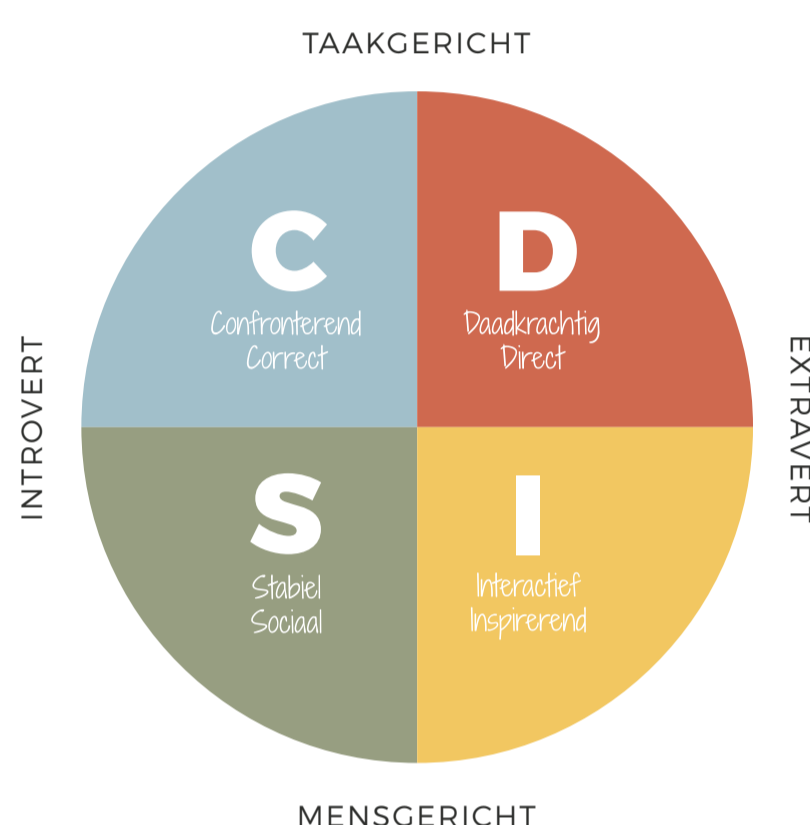 TAAKGERICHT
C
Confronterend
Correct
D
Daadkrachtig
Direct
INTROVERT
EXTRAVERT
S
Stabiel
Sociaal
I
Interactief
Inspirerend
MENSGERICHT